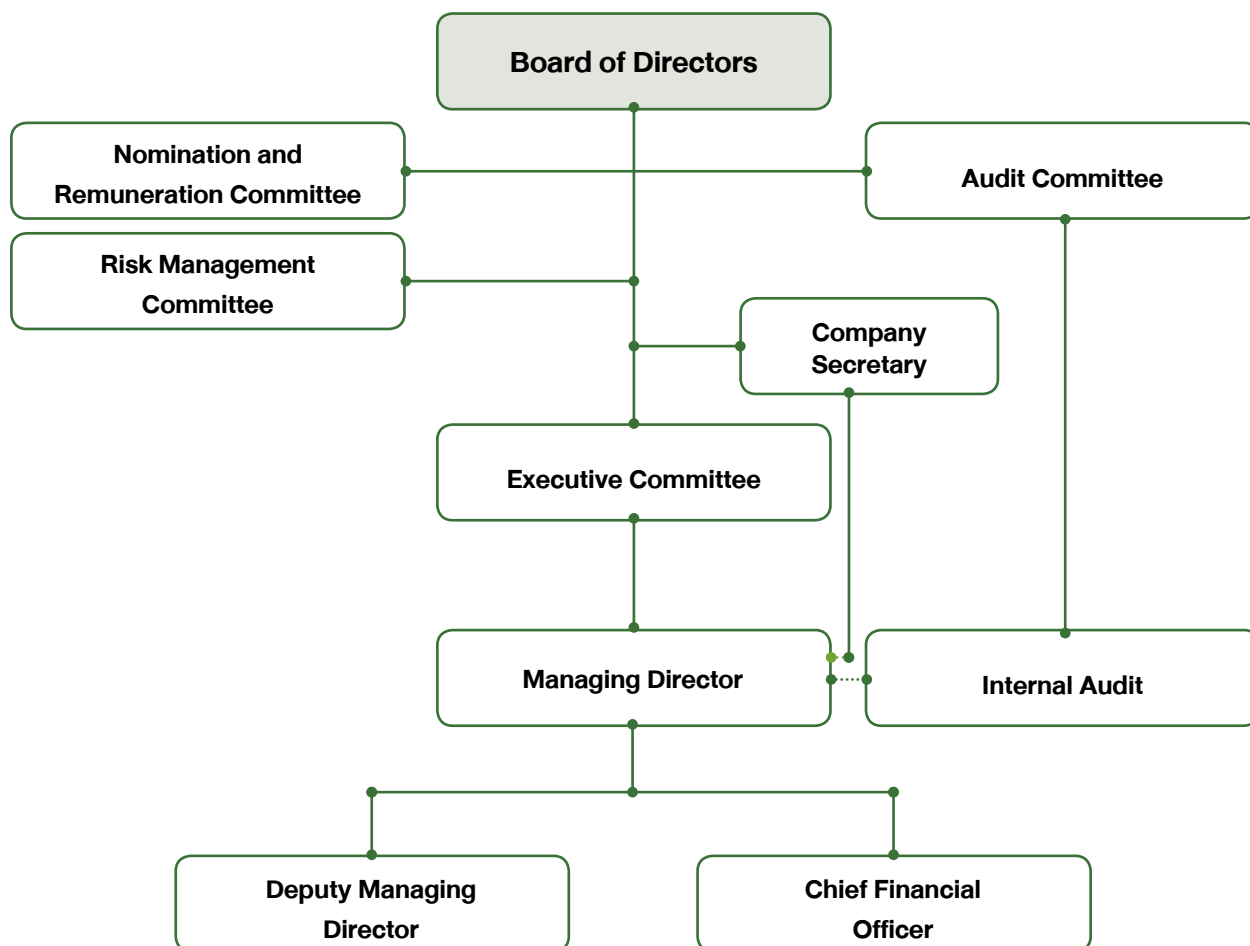 Board of Directors
Nomination and
Remuneration Committee
Audit Committee
Risk Management
Committee
Company
Secretary
Executive Committee
Managing Director
Internal Audit
Deputy Managing
Director
Chief Financial
Officer